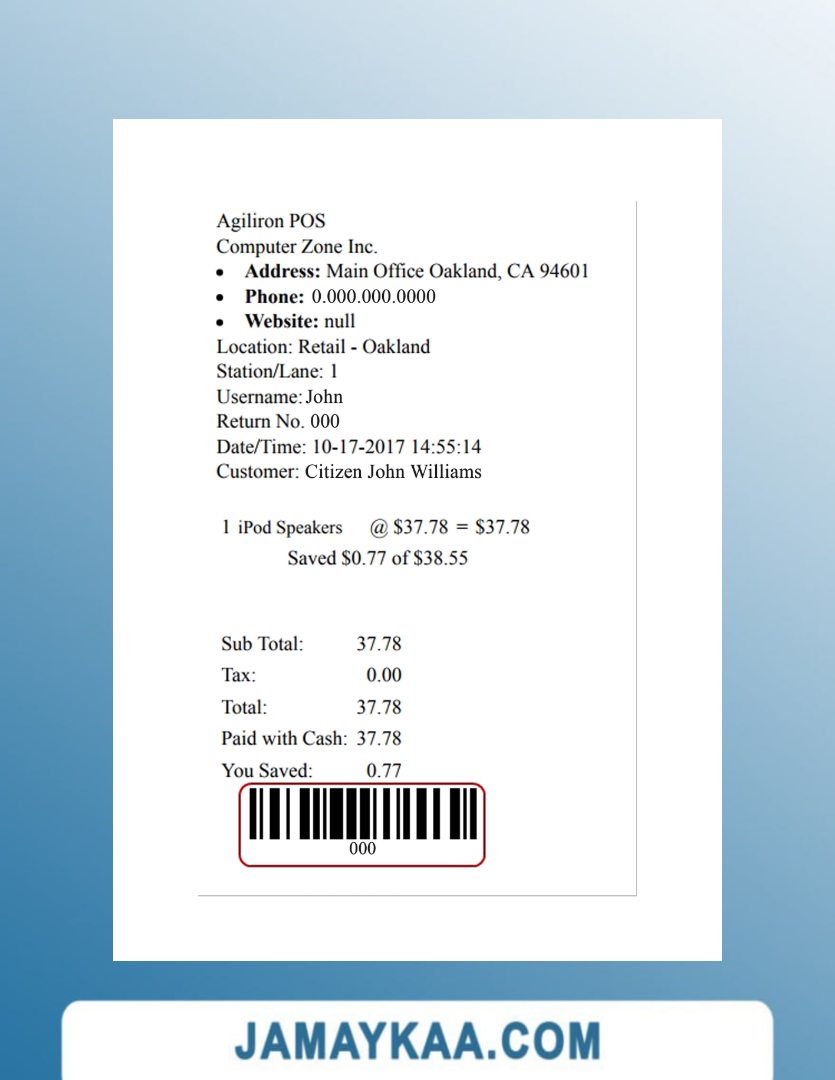 Agiliron POS
Computer Zone Inc.
• Address: Main Office Oakland, CA 94601
• Phone: 0.000.000.0000
• Website: null
Location: Retail - Oakland
Station/Lane: 1
Username: John
Return No. 000
Date/Time: 10-17-2017 14:55:14
Customer: Citizen John Williams
1 iPod Speakers @ $37.78 = $37.78
Saved $0.77 of $38.55
Sub Total: 37.78
Tax: 0.00
Total: 37.78
Paid with Cash: 37.78
You Saved: 0.77
000
JAMAYKAA.COM